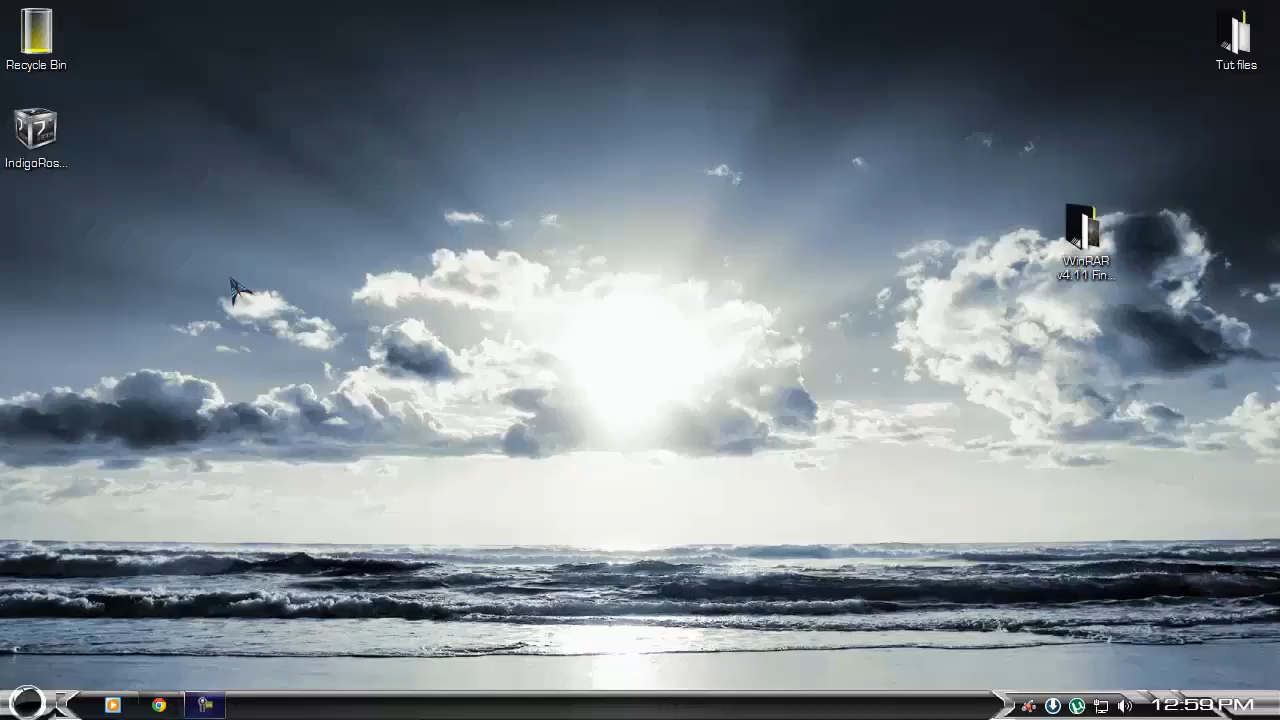 Recycle Bin
Tut files
IndigoRos...
WinRAR
v4.11 Fin...
12:59 PM